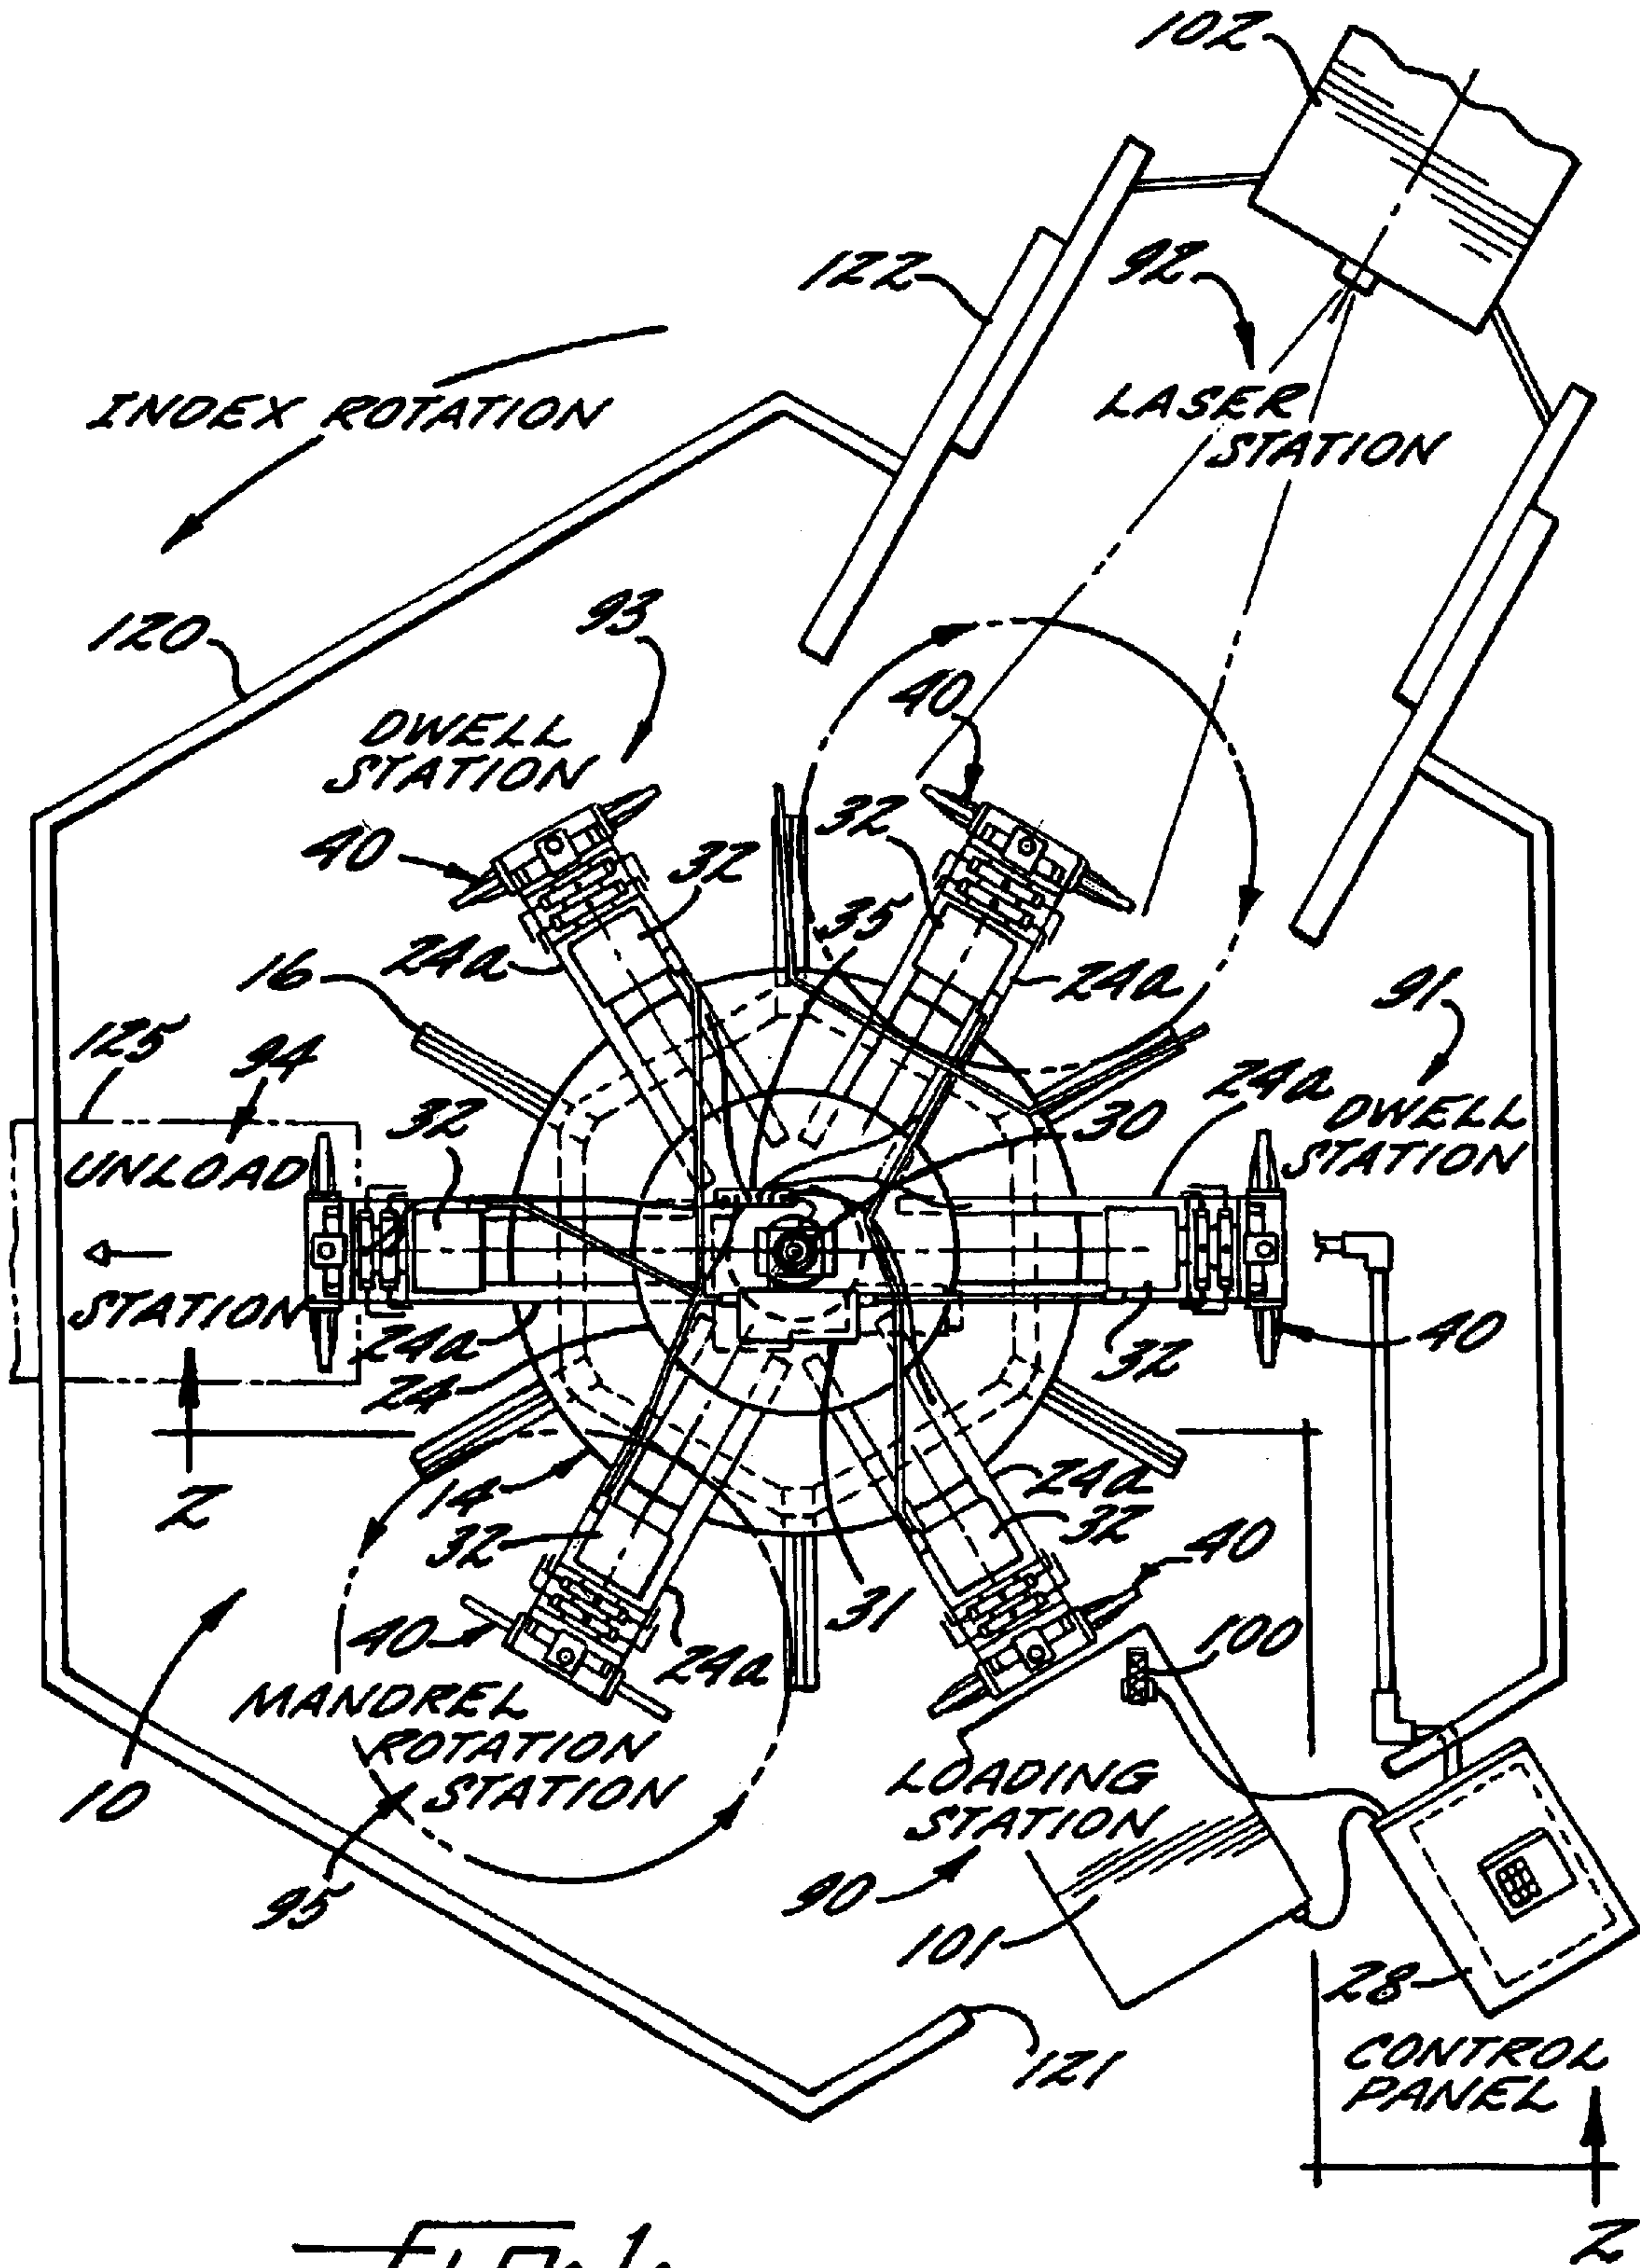 102
122
92
LASER
STATION
INDEX ROTATION
120
93
DWELL
STATION
40
40
32
32
35
24a
24a
16
125
94
91
24a
DWELL
STATION
32
30
UNLOAD
STATION
24a
24
32
40
2
14
24a
32
32
40
31
40
24a
100
MANDREL
ROTATION
STATION
10
95
LOADING
STATION
90
101
28
121
CONTROL
PANEL
2